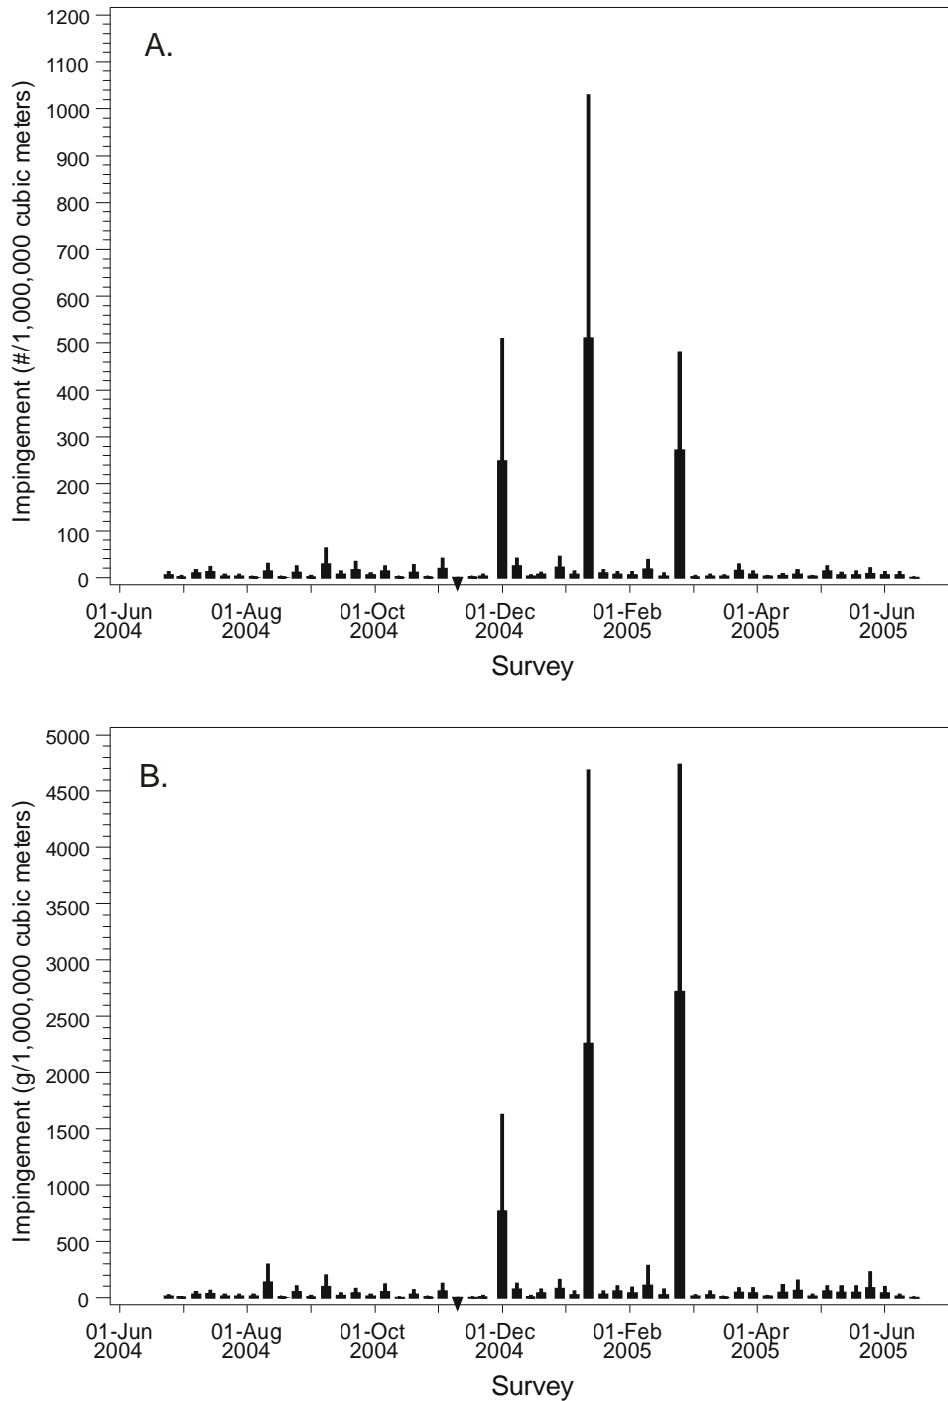 A.
Impingement (#/1,000,000 cubic meters)
1200
1100
1000
900
800
700
600
500
400
300
200
100
0
01-Jun 01-Aug 01-Oct 01-Dec 01-Feb 01-Apr 01-Jun
2004 2004 2004 2004 2005 2005 2005
Survey
B.
Impingement (g/1,000,000 cubic meters)
5000
4500
4000
3500
3000
2500
2000
1500
1000
500
0
01-Jun 01-Aug 01-Oct 01-Dec 01-Feb 01-Apr 01-Jun
2004 2004 2004 2004 2005 2005 2005
Survey